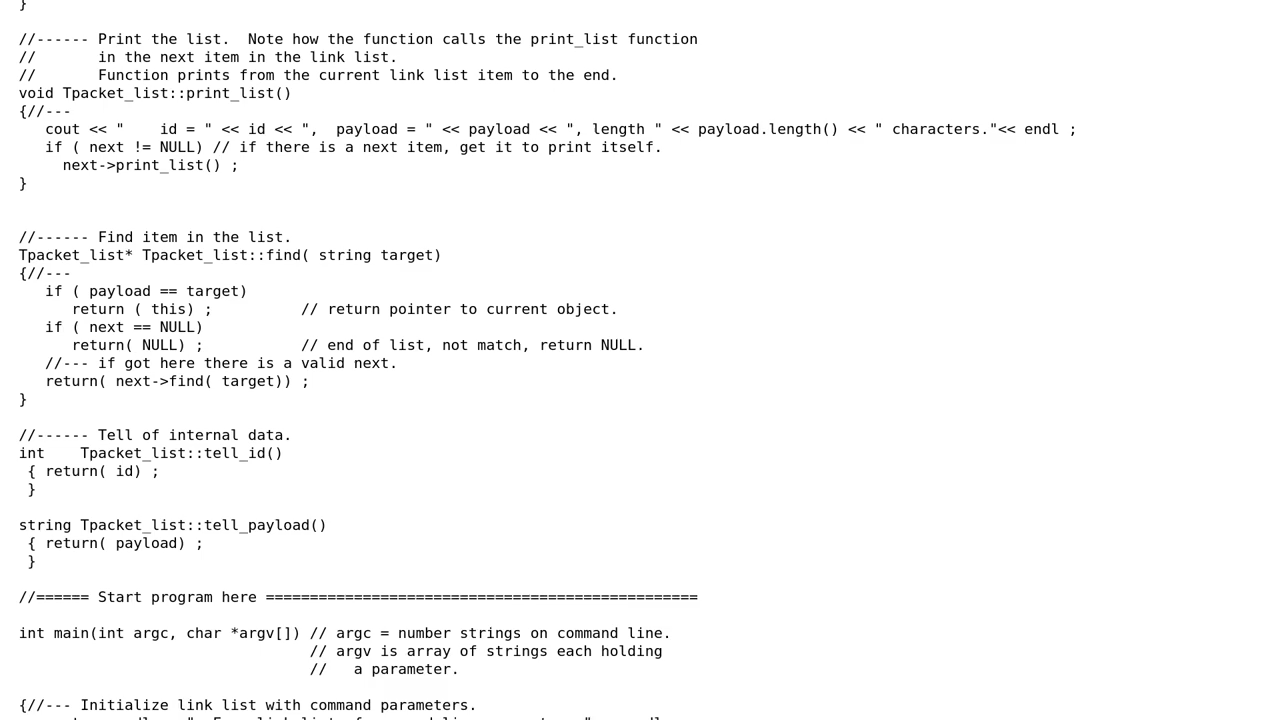 }
//------ Print the list.  Note how the function calls the print_list function
//       in the next item in the link list.
//       Function prints from the current link list item to the end.
void Tpacket_list::print_list()
{//---
   cout << "    id = " << id << ",  payload = " << payload << ", length " << payload.length() << " characters."<< endl ;
   if ( next != NULL) // if there is a next item, get it to print itself.
     next->print_list() ;
}
//------ Find item in the list.
Tpacket_list* Tpacket_list::find( string target)
{//---
   if ( payload == target)
      return ( this) ;          // return pointer to current object.
   if ( next == NULL)
      return( NULL) ;           // end of list, not match, return NULL.
   //--- if got here there is a valid next.
   return( next->find( target)) ;
}
//------ Tell of internal data.
int    Tpacket_list::tell_id()
 { return( id) ;
 }
string Tpacket_list::tell_payload()
 { return( payload) ;
 }
//====== Start program here =================================================
int main(int argc, char *argv[]) // argc = number strings on command line.
                                 // argv is array of strings each holding
                                 //   a parameter.
{//--- Initialize link list with command parameters.